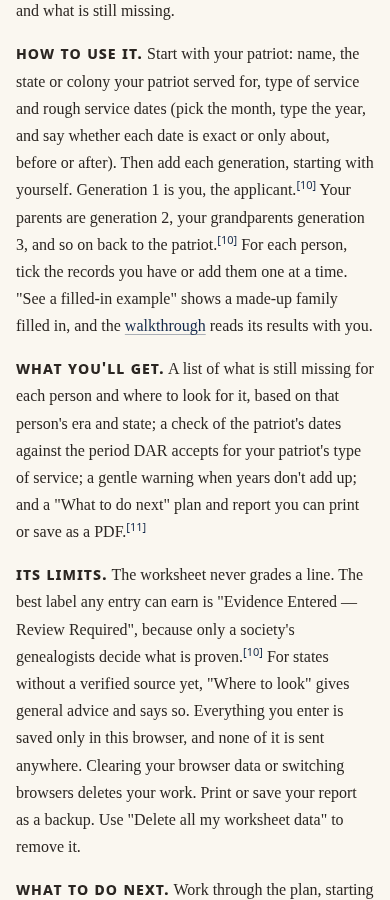 and what is still missing.
HOW TO USE IT. Start with your patriot: name, the
state or colony your patriot served for, type of service
and rough service dates (pick the month, type the year,
and say whether each date is exact or only about,
before or after). Then add each generation, starting with
yourself. Generation 1 is you, the applicant.[10] Your
parents are generation 2, your grandparents generation
3, and so on back to the patriot.[10] For each person,
tick the records you have or add them one at a time.
"See a filled-in example" shows a made-up family
filled in, and the walkthrough reads its results with you.
WHAT YOU'LL GET. A list of what is still missing for
each person and where to look for it, based on that
person's era and state; a check of the patriot's dates
against the period DAR accepts for your patriot's type
of service; a gentle warning when years don't add up;
and a "What to do next" plan and report you can print
or save as a PDF.[11]
ITS LIMITS. The worksheet never grades a line. The
best label any entry can earn is "Evidence Entered —
Review Required", because only a society's
genealogists decide what is proven.[10] For states
without a verified source yet, "Where to look" gives
general advice and says so. Everything you enter is
saved only in this browser, and none of it is sent
anywhere. Clearing your browser data or switching
browsers deletes your work. Print or save your report
as a backup. Use "Delete all my worksheet data" to
remove it.
WHAT TO DO NEXT. Work through the plan, starting